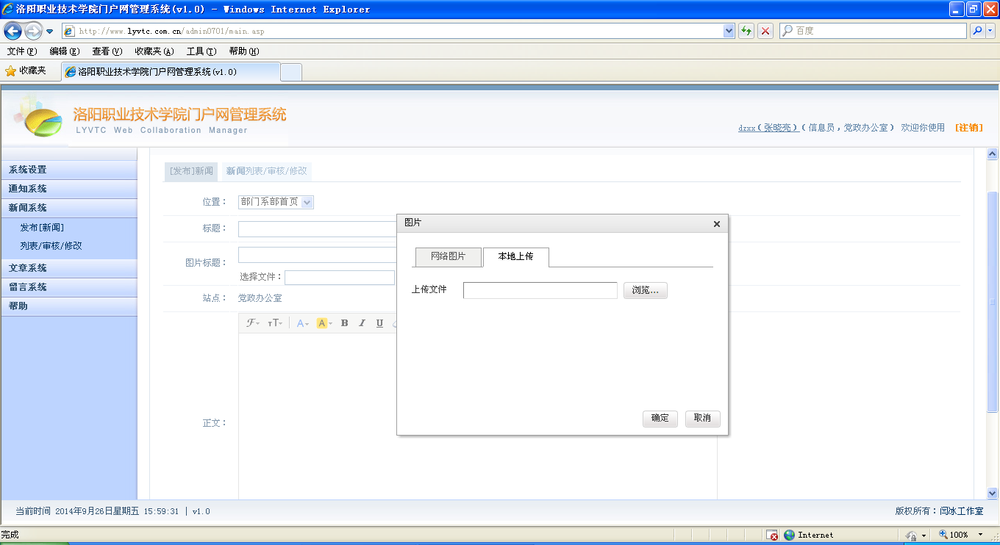 洛阳职业技术学院门户网管理系统(v1.0) - Windows Internet Explorer
http://www.lyvtc.com.cn/admin0701/main.asp
百度
文件(F) 编辑(E) 查看(V) 收藏夹(A) 工具(T) 帮助(H)
收藏夹 洛阳职业技术学院门户网管理系统(v1.0)
洛阳职业技术学院门户网管理系统
LYVTC Web Collaboration Manager
dzxx(张晓亮)(信息员，党政办公室) 欢迎你使用 [注销]
系统设置
通知系统
新闻系统
发布[新闻]
列表/审核/修改
文章系统
留言系统
帮助
[发布]新闻 新闻列表/审核/修改
位置： 部门系部首页
标题：
图片标题：
选择文件：
站点： 党政办公室
正文：
图片
网络图片 本地上传
上传文件 浏览...
确定 取消
当前时间 2014年9月26日星期五 15:59:31 | v1.0
版权所有：闫冰工作室
完成
Internet
100%